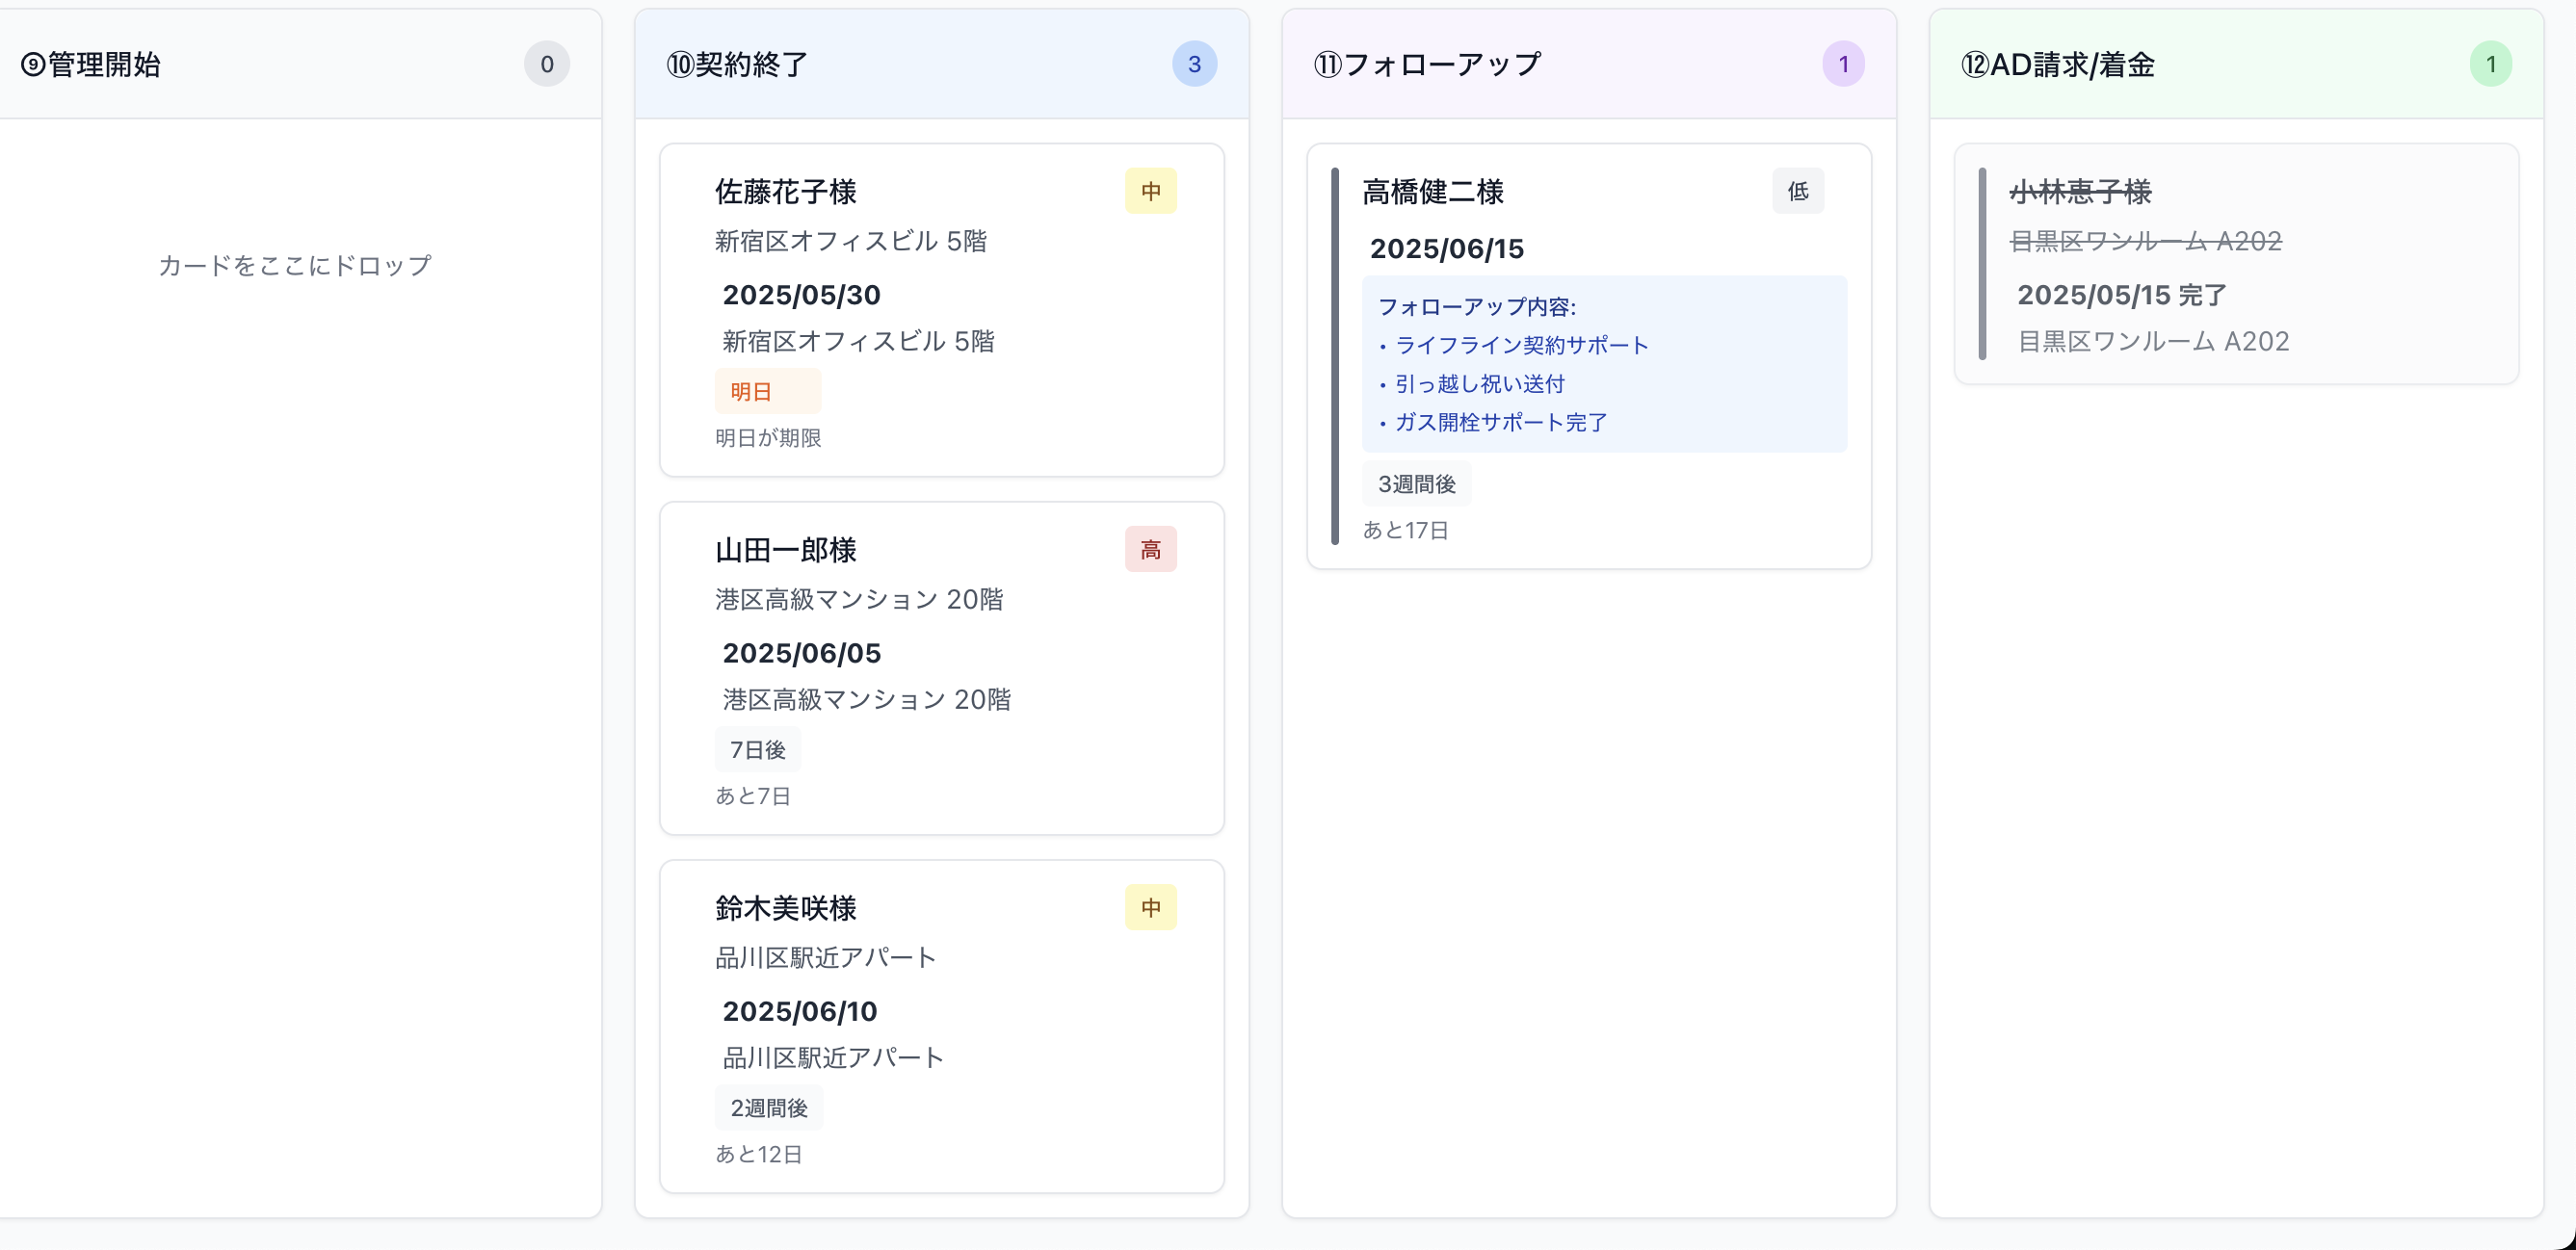 ⑨管理開始
0
カードをここにドロップ
⑩契約終了
3
佐藤花子様
中
新宿区オフィスビル 5階
2025/05/30
新宿区オフィスビル 5階
明日
明日が期限
山田一郎様
高
港区高級マンション 20階
2025/06/05
港区高級マンション 20階
7日後
あと7日
鈴木美咲様
中
品川区駅近アパート
2025/06/10
品川区駅近アパート
2週間後
あと12日
⑪フォローアップ
1
高橋健二様
低
2025/06/15
フォローアップ内容:
• ライフライン契約サポート
• 引っ越し祝い送付
• ガス開栓サポート完了
3週間後
あと17日
⑫AD請求/着金
1
小林恵子様
目黒区ワンルーム A202
2025/05/15 完了
目黒区ワンルーム A202